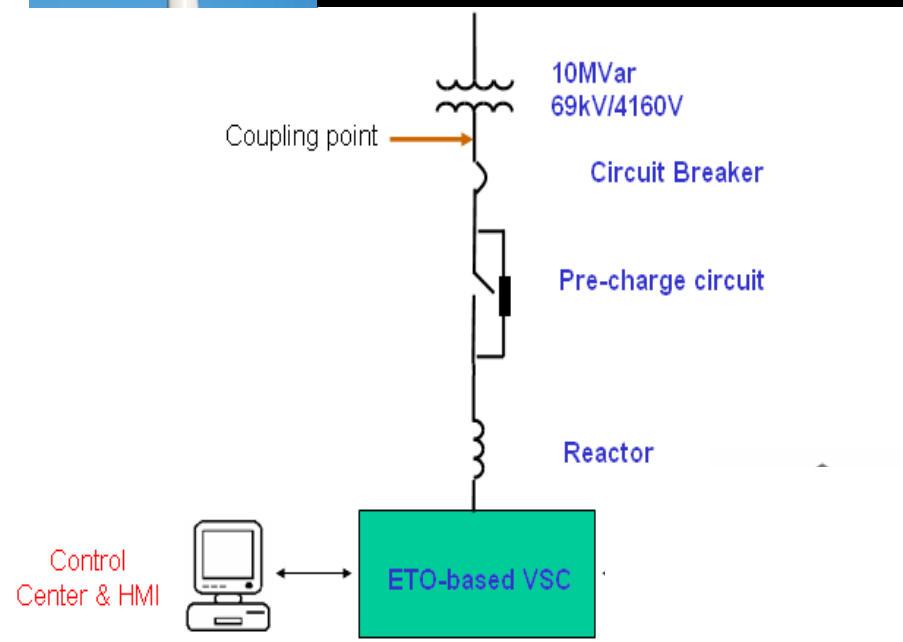 10MVar
69kV/4160V
Coupling point
Circuit Breaker
Pre-charge circuit
Reactor
ETO-based VSC
Control
Center & HMI